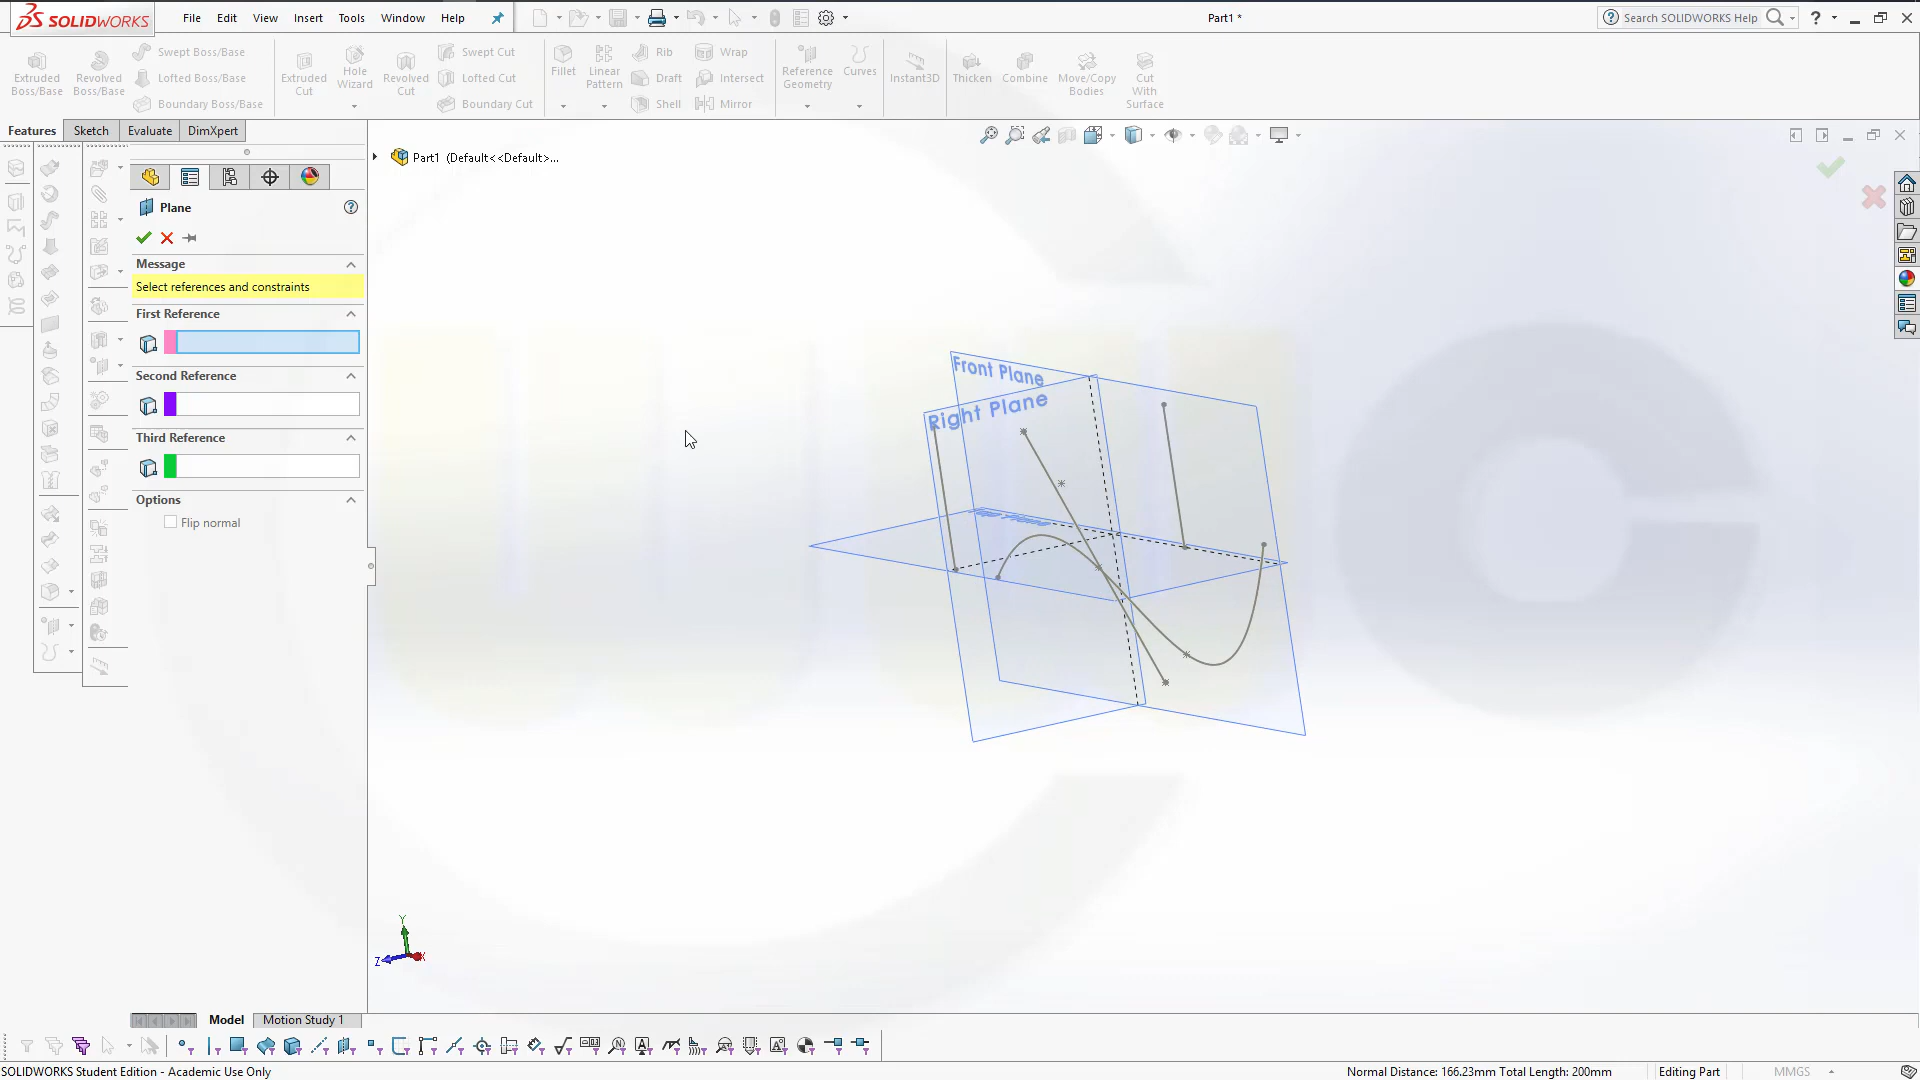 SOLIDWORKS
File Edit View Insert Tools Window Help
Part1 *
Search SOLIDWORKS Help
Extruded Boss/Base
Revolved Boss/Base
Swept Boss/Base
Lofted Boss/Base
Boundary Boss/Base
Extruded Cut
Hole Wizard
Revolved Cut
Swept Cut
Lofted Cut
Boundary Cut
Fillet
Linear Pattern
Rib
Draft
Shell
Wrap
Intersect
Mirror
Reference Geometry
Curves
Instant3D
Thicken
Combine
Move/Copy Bodies
Cut With Surface
Features Sketch Evaluate DimXpert
Part1 (Default<<Default>...
Plane
Message
Select references and constraints
First Reference
Second Reference
Third Reference
Options
Flip normal
Front Plane
Right Plane
Top Plane
Y
Z
X
Model Motion Study 1
SOLIDWORKS Student Edition - Academic Use Only
Normal Distance: 166.23mm Total Length: 200mm
Editing Part
MMGS